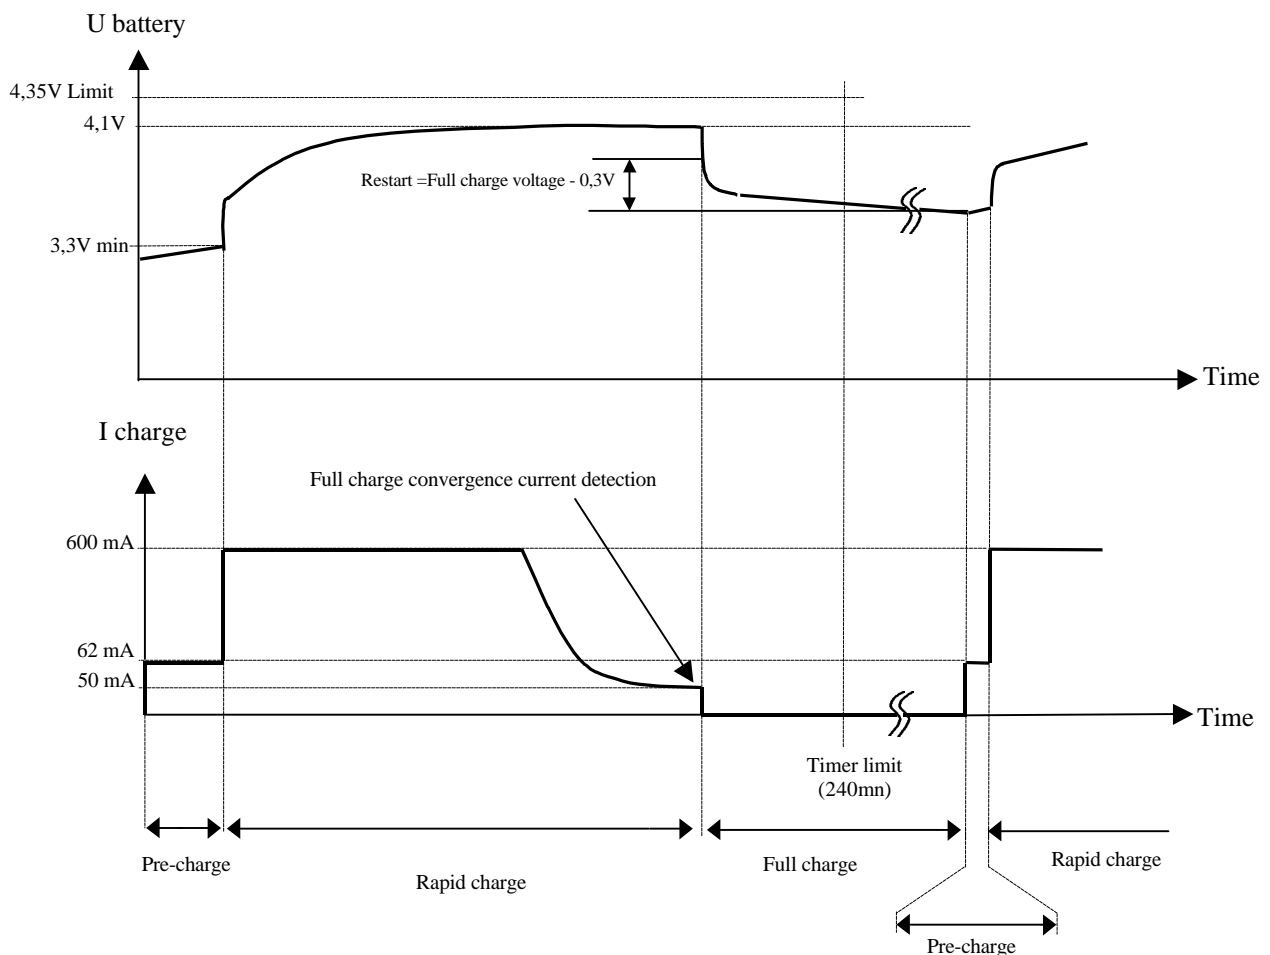 U battery
4,35V Limit
4,1V
Restart =Full charge voltage - 0,3V
3,3V min
Time
I charge
Full charge convergence current detection
600 mA
62 mA
50 mA
Time
Timer limit
(240mn)
Pre-charge
Rapid charge
Full charge
Rapid charge
Pre-charge